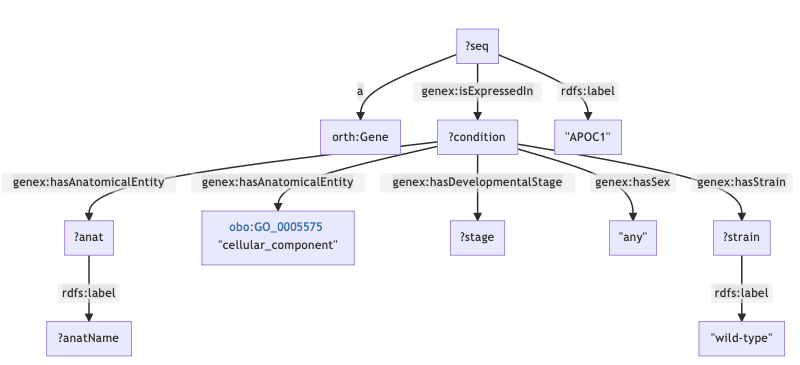 ?seq
a
genex:isExpressedIn
rdfs:label
orth:Gene
?condition
"APOC1"
genex:hasAnatomicalEntity
genex:hasAnatomicalEntity
genex:hasDevelopmentalStage
genex:hasSex
genex:hasStrain
?anat
obo:GO_0005575
"cellular_component"
?stage
"any"
?strain
rdfs:label
rdfs:label
?anatName
"wild-type"